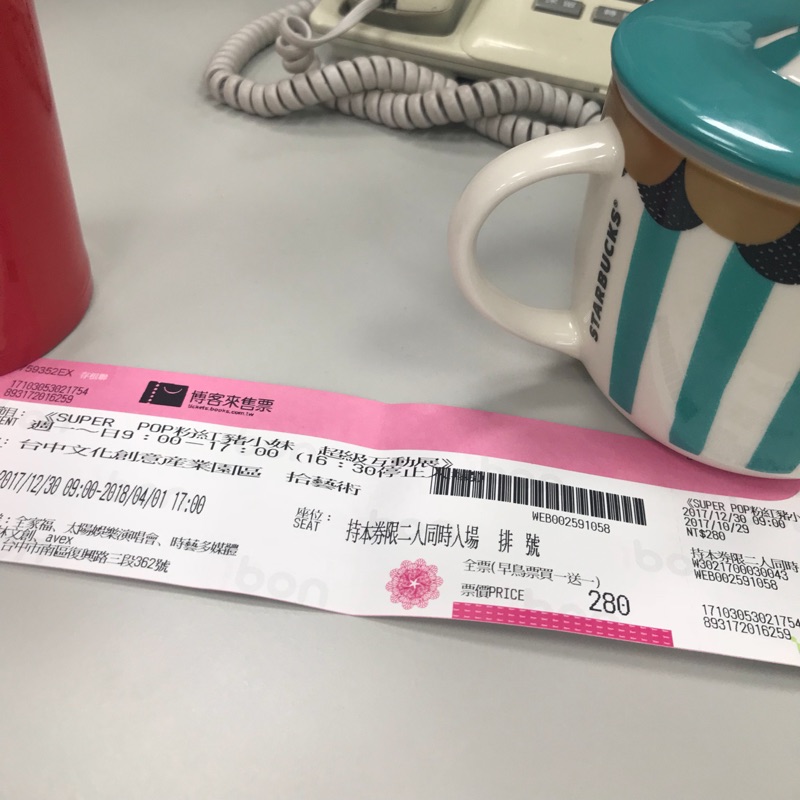 59352EX 存根聯
17103053021754
893172016259
博客來售票
tickets.books.com.tw
《SUPER POP粉紅豬小妹 超級互動展》
週一~日9:00-17:00 (16:30停止入場)
台中文化創意產業園區 拾藝術
2017/12/30 09:00-2018/04/01 17:00
全家福、太陽娛樂演唱會、時藝多媒體
avex
台中市南區復興路三段362號
座位:
SEAT
持本券限二人同時入場 排 號
WEB002591058
全票(早鳥票買一送一)
票價PRICE 280
《SUPER POP粉紅豬小
2017/12/30 09:00
2017/10/29
NT$280
持本券限二人同時
W3021700030043
WEB002591058
17103053021754
893172016259
STARBUCKS